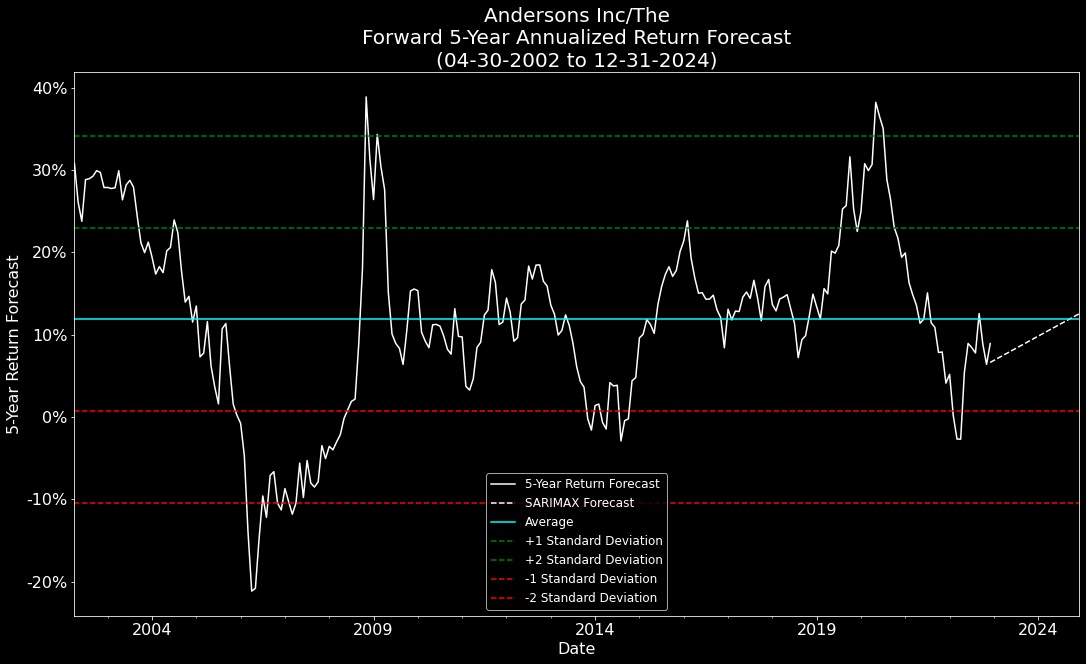 Andersons Inc/The
Forward 5-Year Annualized Return Forecast
(04-30-2002 to 12-31-2024)
5-Year Return Forecast
40%
30%
20%
10%
0%
-10%
-20%
5-Year Return Forecast
SARIMAX Forecast
Average
+1 Standard Deviation
+2 Standard Deviation
-1 Standard Deviation
-2 Standard Deviation
2004 2009 2014 2019 2024
Date